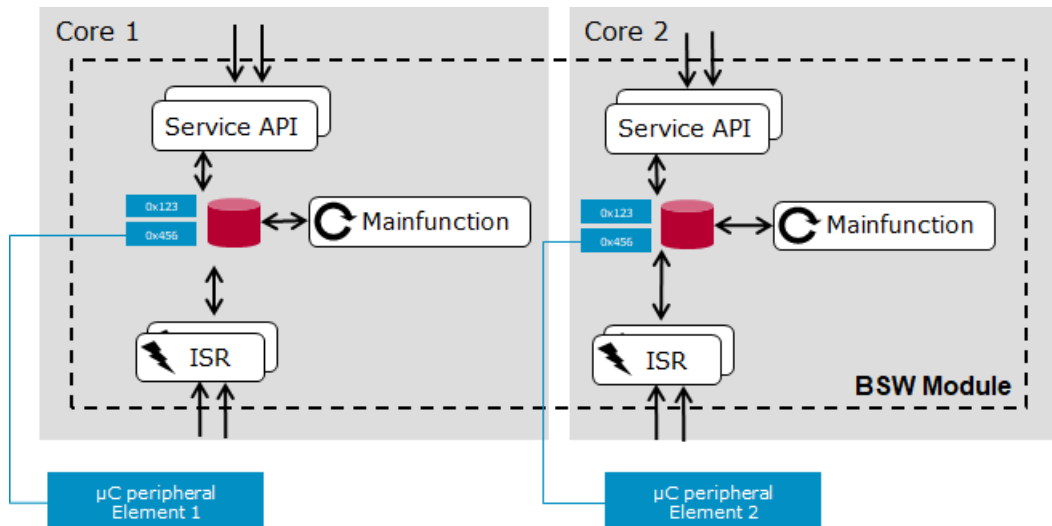 Core 1
Service API
0x123
0x456
Mainfunction
ISR
Core 2
Service API
0x123
0x456
Mainfunction
ISR
BSW Module
µC peripheral
Element 1
µC peripheral
Element 2